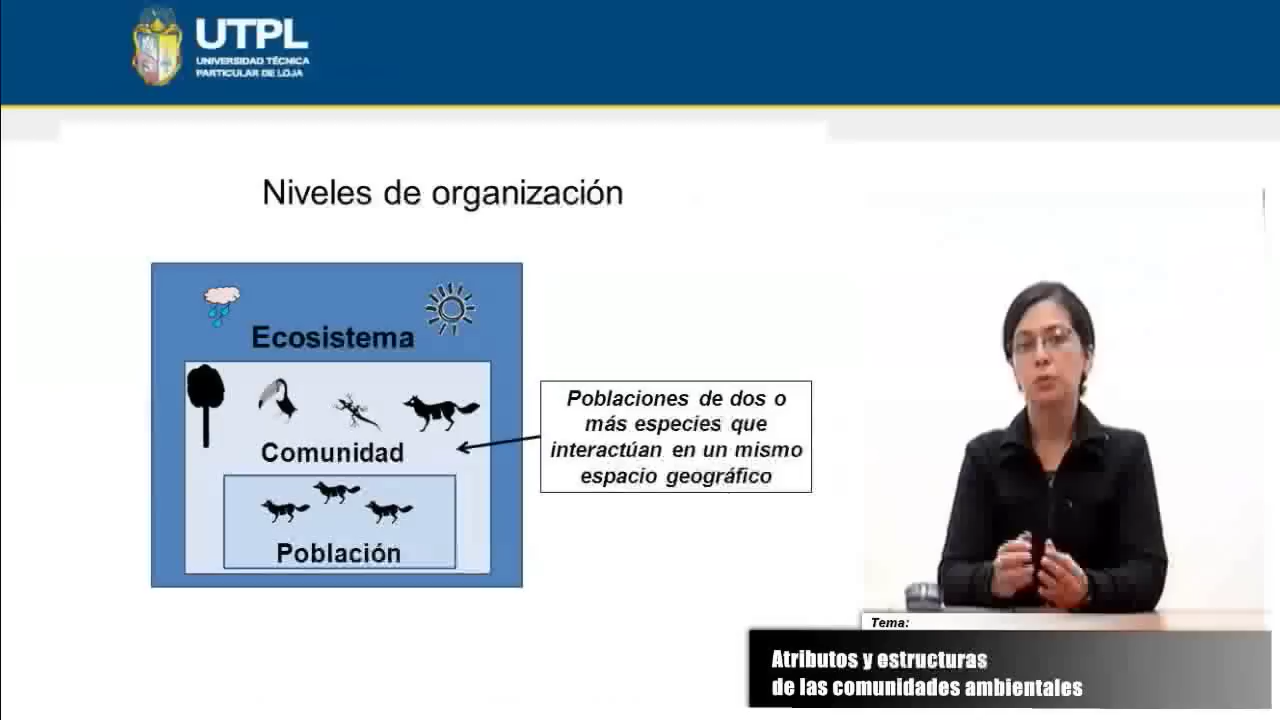 UTPL
UNIVERSIDAD TÉCNICA
PARTICULAR DE LOJA
Niveles de organización
Ecosistema
Comunidad
Población
Poblaciones de dos o
más especies que
interactúan en un mismo
espacio geográfico
Tema:
Atributos y estructuras
de las comunidades ambientales